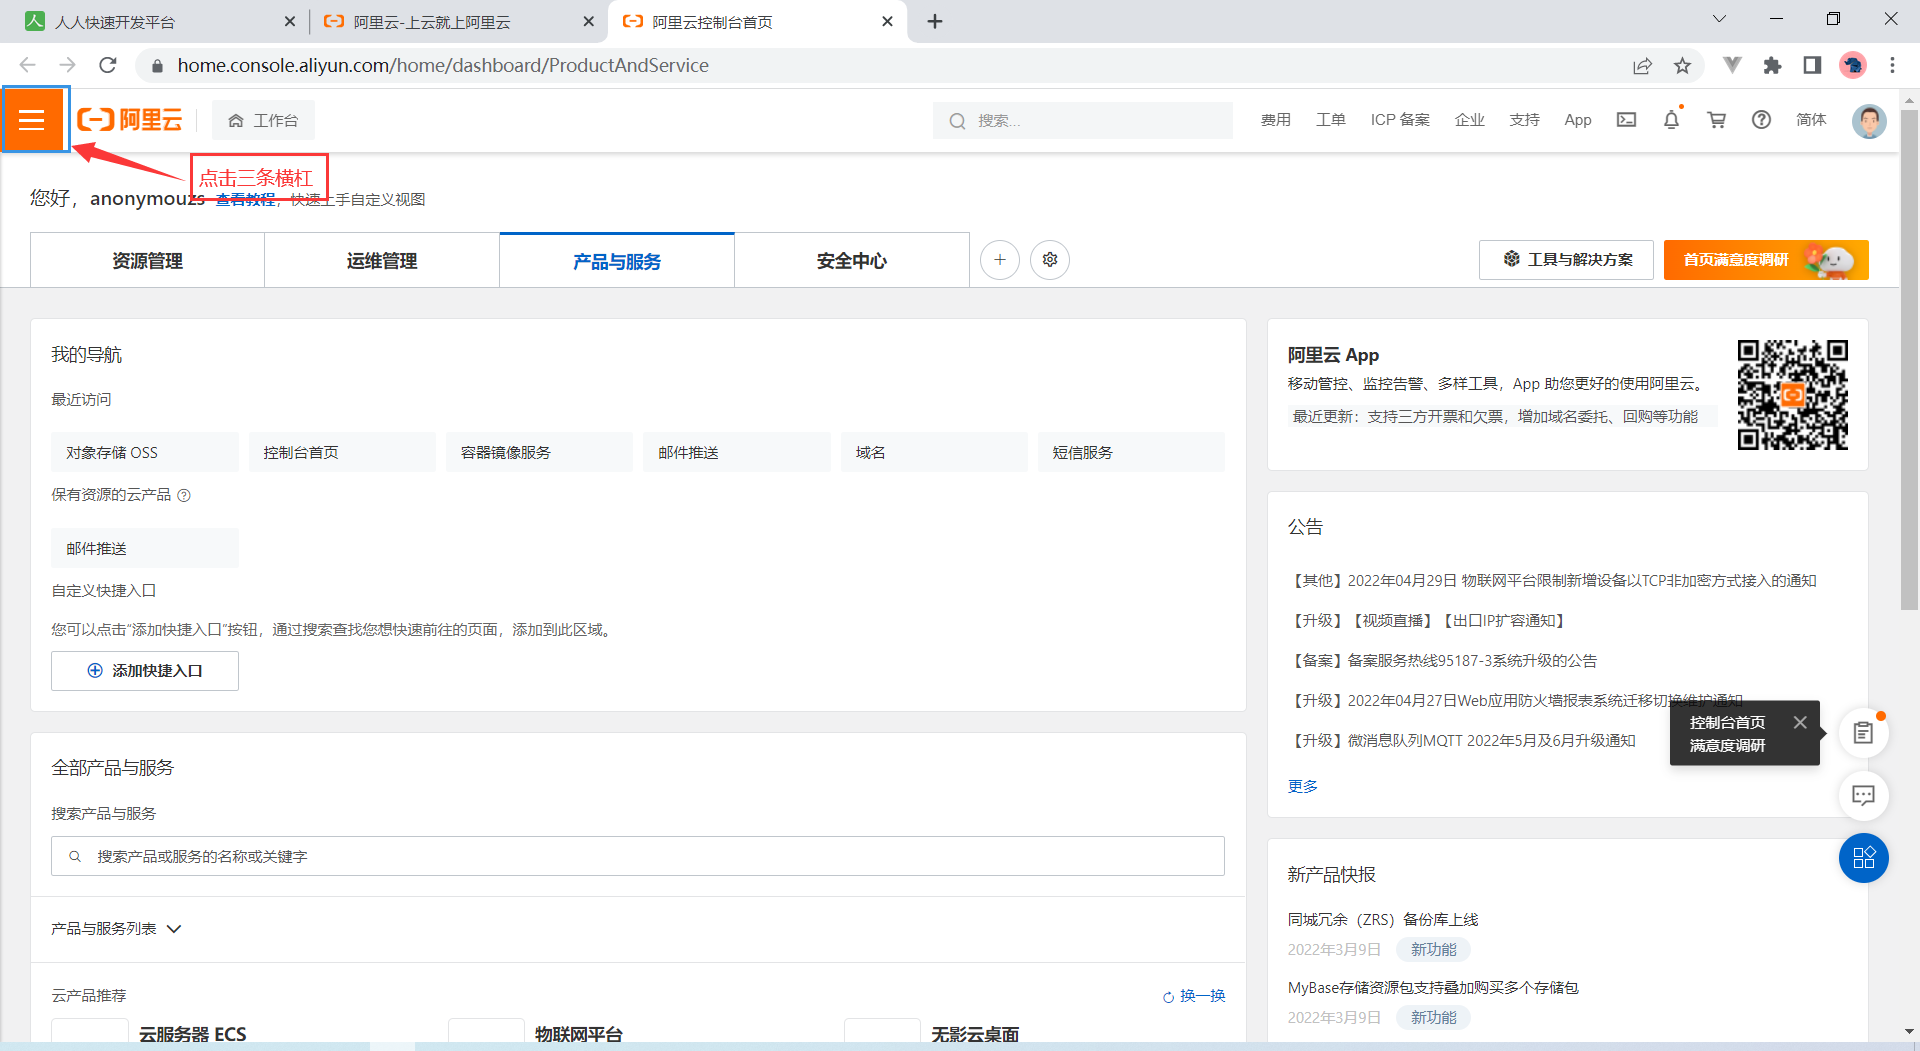 人人快速开发平台
阿里云-上云就上阿里云
阿里云控制台首页
home.console.aliyun.com/home/dashboard/ProductAndService
阿里云
工作台
搜索...
费用
工单
ICP 备案
企业
支持
App
简体
点击三条横杠
您好，anonymouzs 查看教程，快速上手自定义视图
资源管理
运维管理
产品与服务
安全中心
工具与解决方案
首页满意度调研
我的导航
最近访问
对象存储 OSS
控制台首页
容器镜像服务
邮件推送
域名
短信服务
保有资源的云产品
邮件推送
自定义快捷入口
您可以点击“添加快捷入口”按钮，通过搜索查找您想快速前往的页面，添加到此区域。
添加快捷入口
全部产品与服务
搜索产品与服务
搜索产品或服务的名称或关键字
产品与服务列表
云产品推荐
换一换
云服务器 ECS
物联网平台
无影云桌面
阿里云 App
移动管控、监控告警、多样工具，App 助您更好的使用阿里云。
最近更新：支持三方开票和欠票，增加域名委托、回购等功能
公告
【其他】2022年04月29日 物联网平台限制新增设备以TCP非加密方式接入的通知
【升级】【视频直播】【出口IP扩容通知】
【备案】备案服务热线95187-3系统升级的公告
【升级】2022年04月27日Web应用防火墙报表系统迁移切换维护通知
【升级】微消息队列MQTT 2022年5月及6月升级通知
更多
控制台首页
满意度调研
新产品快报
同城冗余（ZRS）备份库上线
2022年3月9日
新功能
MyBase存储资源包支持叠加购买多个存储包
2022年3月9日
新功能